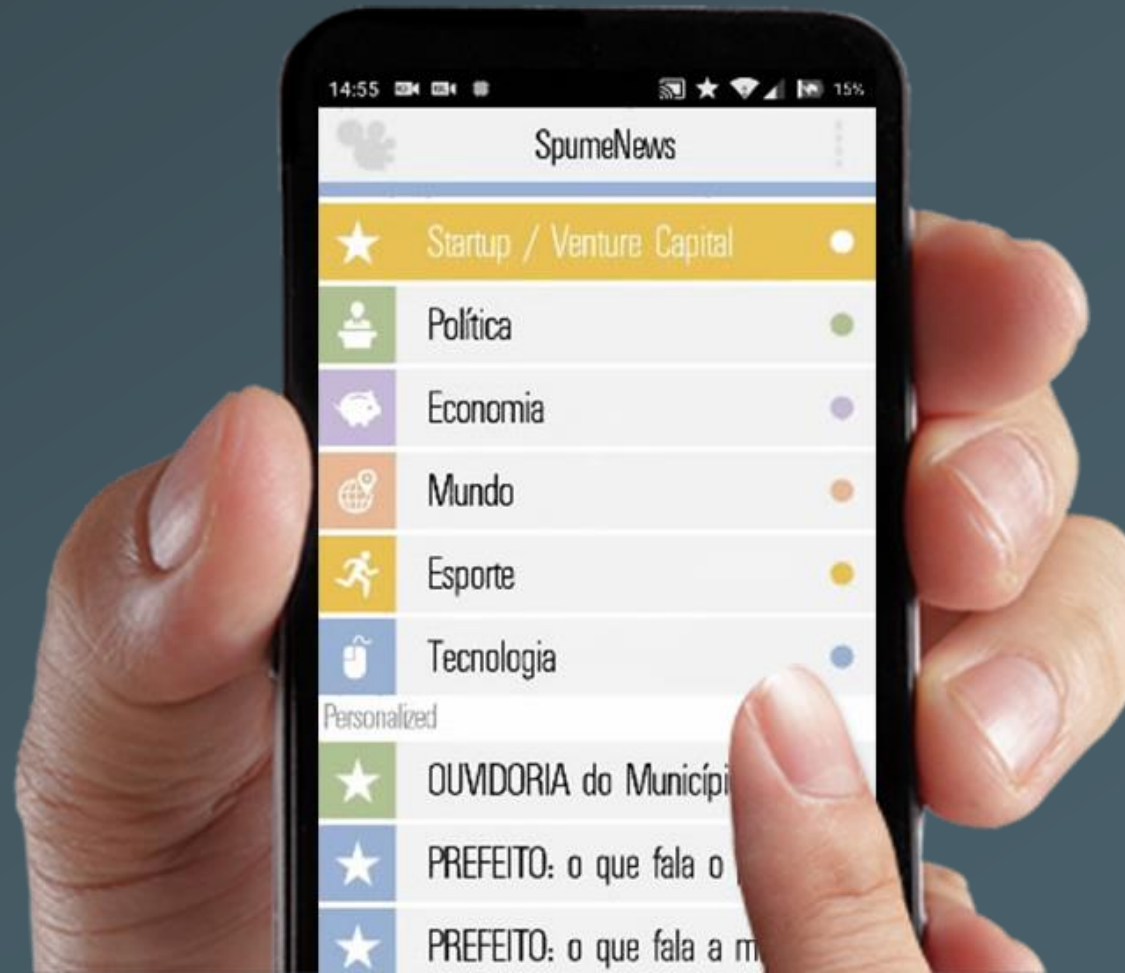 14:55 15%
SpumeNews
Startup / Venture Capital
Política
Economia
Mundo
Esporte
Tecnologia
Personalized
OUVIDORIA do
PREFEITO: o que fala o
PREFEITO: o que fala a